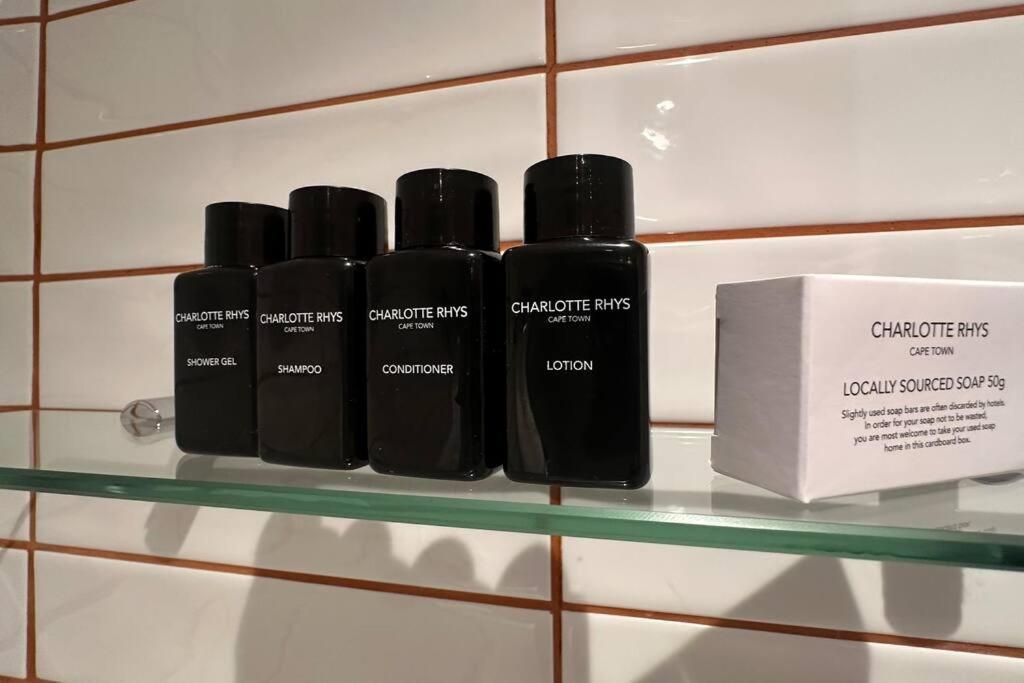 CHARLOTTE RHYS
CAPE TOWN
SHOWER GEL
CHARLOTTE RHYS
CAPE TOWN
SHAMPOO
CHARLOTTE RHYS
CAPE TOWN
CONDITIONER
CHARLOTTE RHYS
CAPE TOWN
LOTION
CHARLOTTE RHYS
CAPE TOWN
LOCALLY SOURCED SOAP 50g
Slightly used soap bars are often discarded by hotels.
In order for your soap not to be wasted,
you are most welcome to take your used soap
home in this cardboard box.